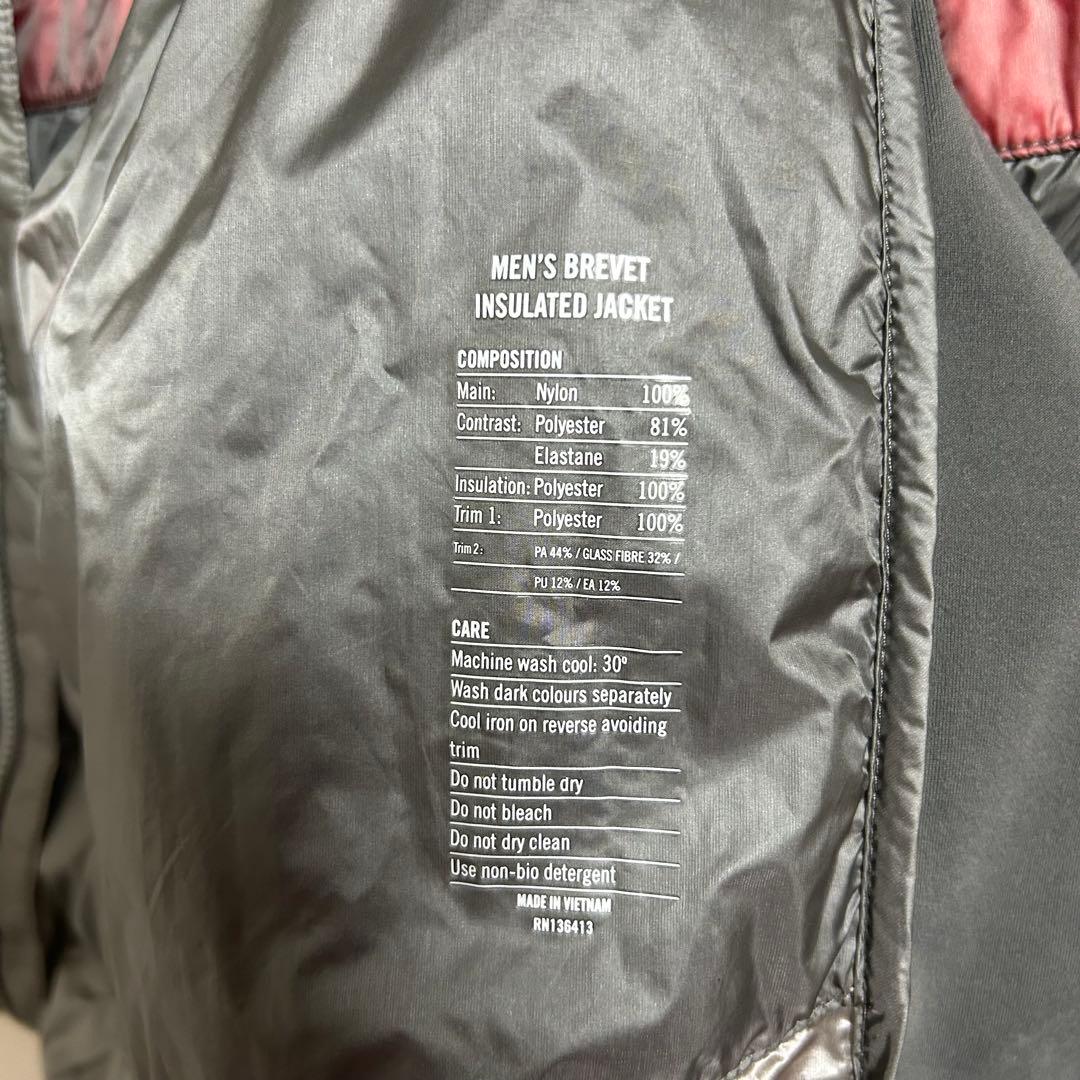 MEN'S BREVET
INSULATED JACKET
COMPOSITION
Main: Nylon 100%
Contrast: Polyester 81%
Elastane 19%
Insulation: Polyester 100%
Trim 1: Polyester 100%
Trim 2: PA 44% / GLASS FIBRE 32% /
PU 12% / EA 12%
CARE
Machine wash cool: 30º
Wash dark colours separately
Cool iron on reverse avoiding
trim
Do not tumble dry
Do not bleach
Do not dry clean
Use non-bio detergent
MADE IN VIETNAM
RN136413